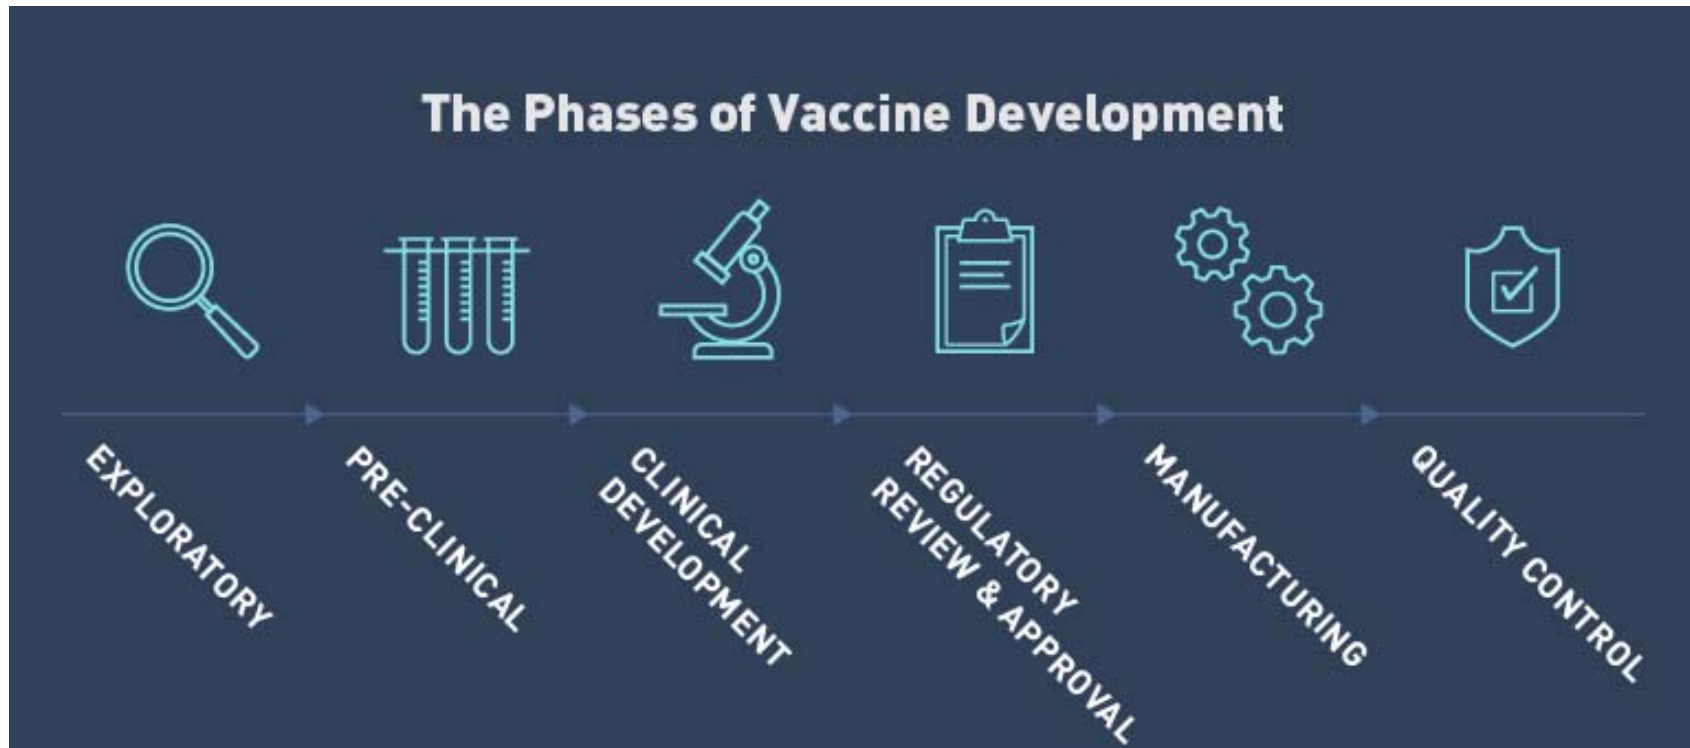 The Phases of Vaccine Development
EXPLORATORY
PRE-CLINICAL
CLINICAL
DEVELOPMENT
REGULATORY
REVIEW & APPROVAL
MANUFACTURING
QUALITY CONTROL